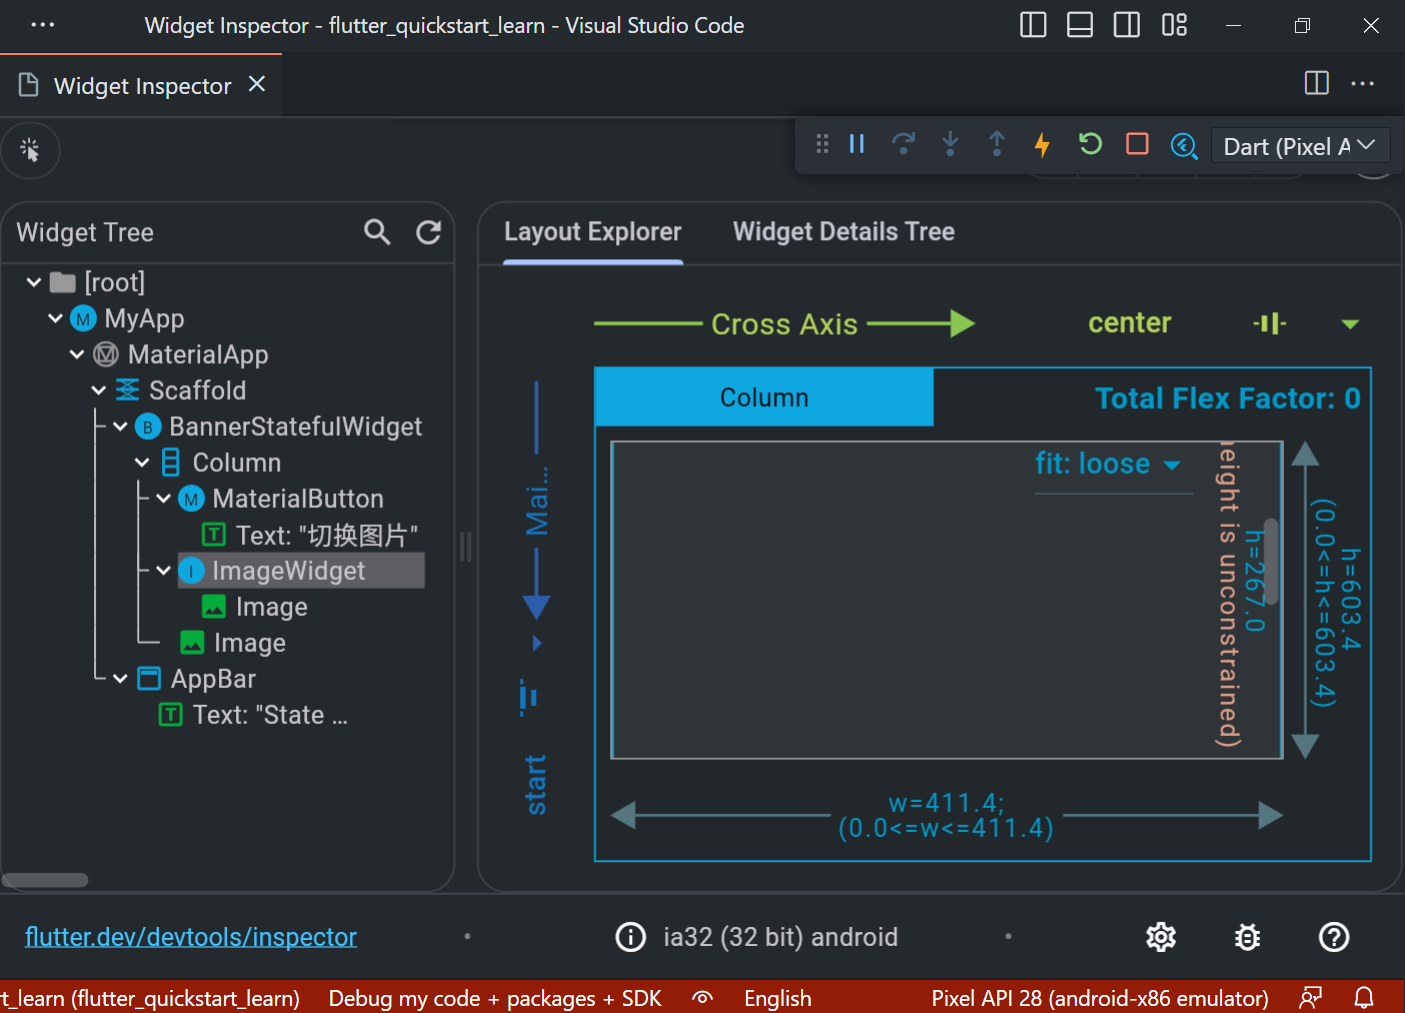 Widget Inspector - flutter_quickstart_learn - Visual Studio Code
Widget Inspector
Dart (Pixel A
Widget Tree
Layout Explorer
Widget Details Tree
[root]
MyApp
MaterialApp
Scaffold
BannerStatefulWidget
Column
MaterialButton
Text: "切换图片"
ImageWidget
Image
Image
AppBar
Text: "State ...
Cross Axis
center
Column
Total Flex Factor: 0
Mai...
start
fit: loose
height is unconstrained)
h=267.0
h=603.4
(0.0<=h<=603.4)
w=411.4;
(0.0<=w<=411.4)
flutter.dev/devtools/inspector
ia32 (32 bit) android
t_learn (flutter_quickstart_learn)
Debug my code + packages + SDK
English
Pixel API 28 (android-x86 emulator)